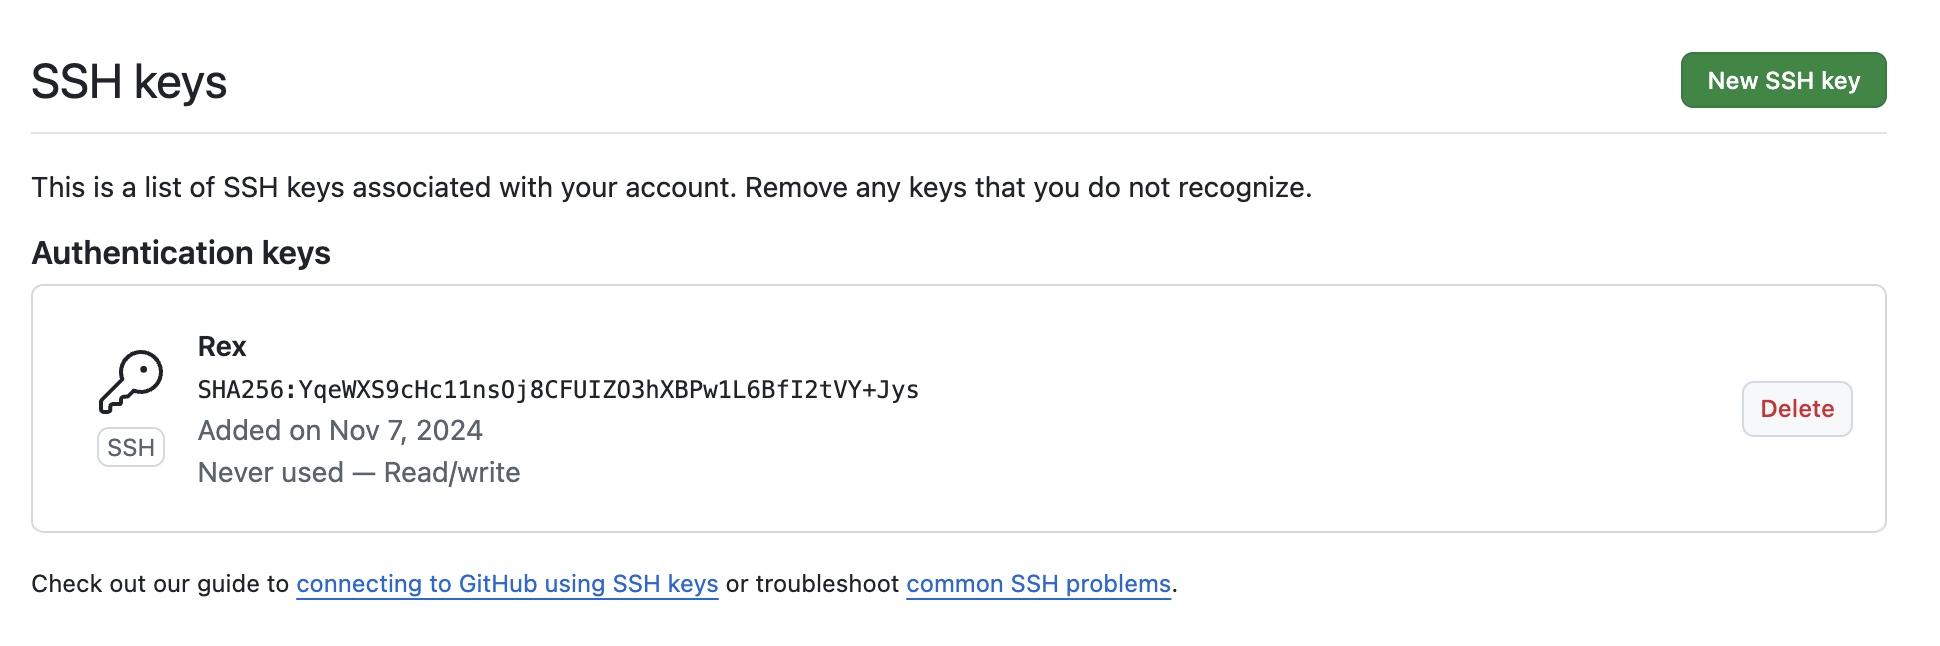 SSH keys
New SSH key
This is a list of SSH keys associated with your account. Remove any keys that you do not recognize.
Authentication keys
Rex
SHA256:YqeWXS9cHc11nsOj8CFUIZO3hXBPw1L6BfI2tVY+Jys
Added on Nov 7, 2024
Never used — Read/write
SSH
Delete
Check out our guide to connecting to GitHub using SSH keys or troubleshoot common SSH problems.